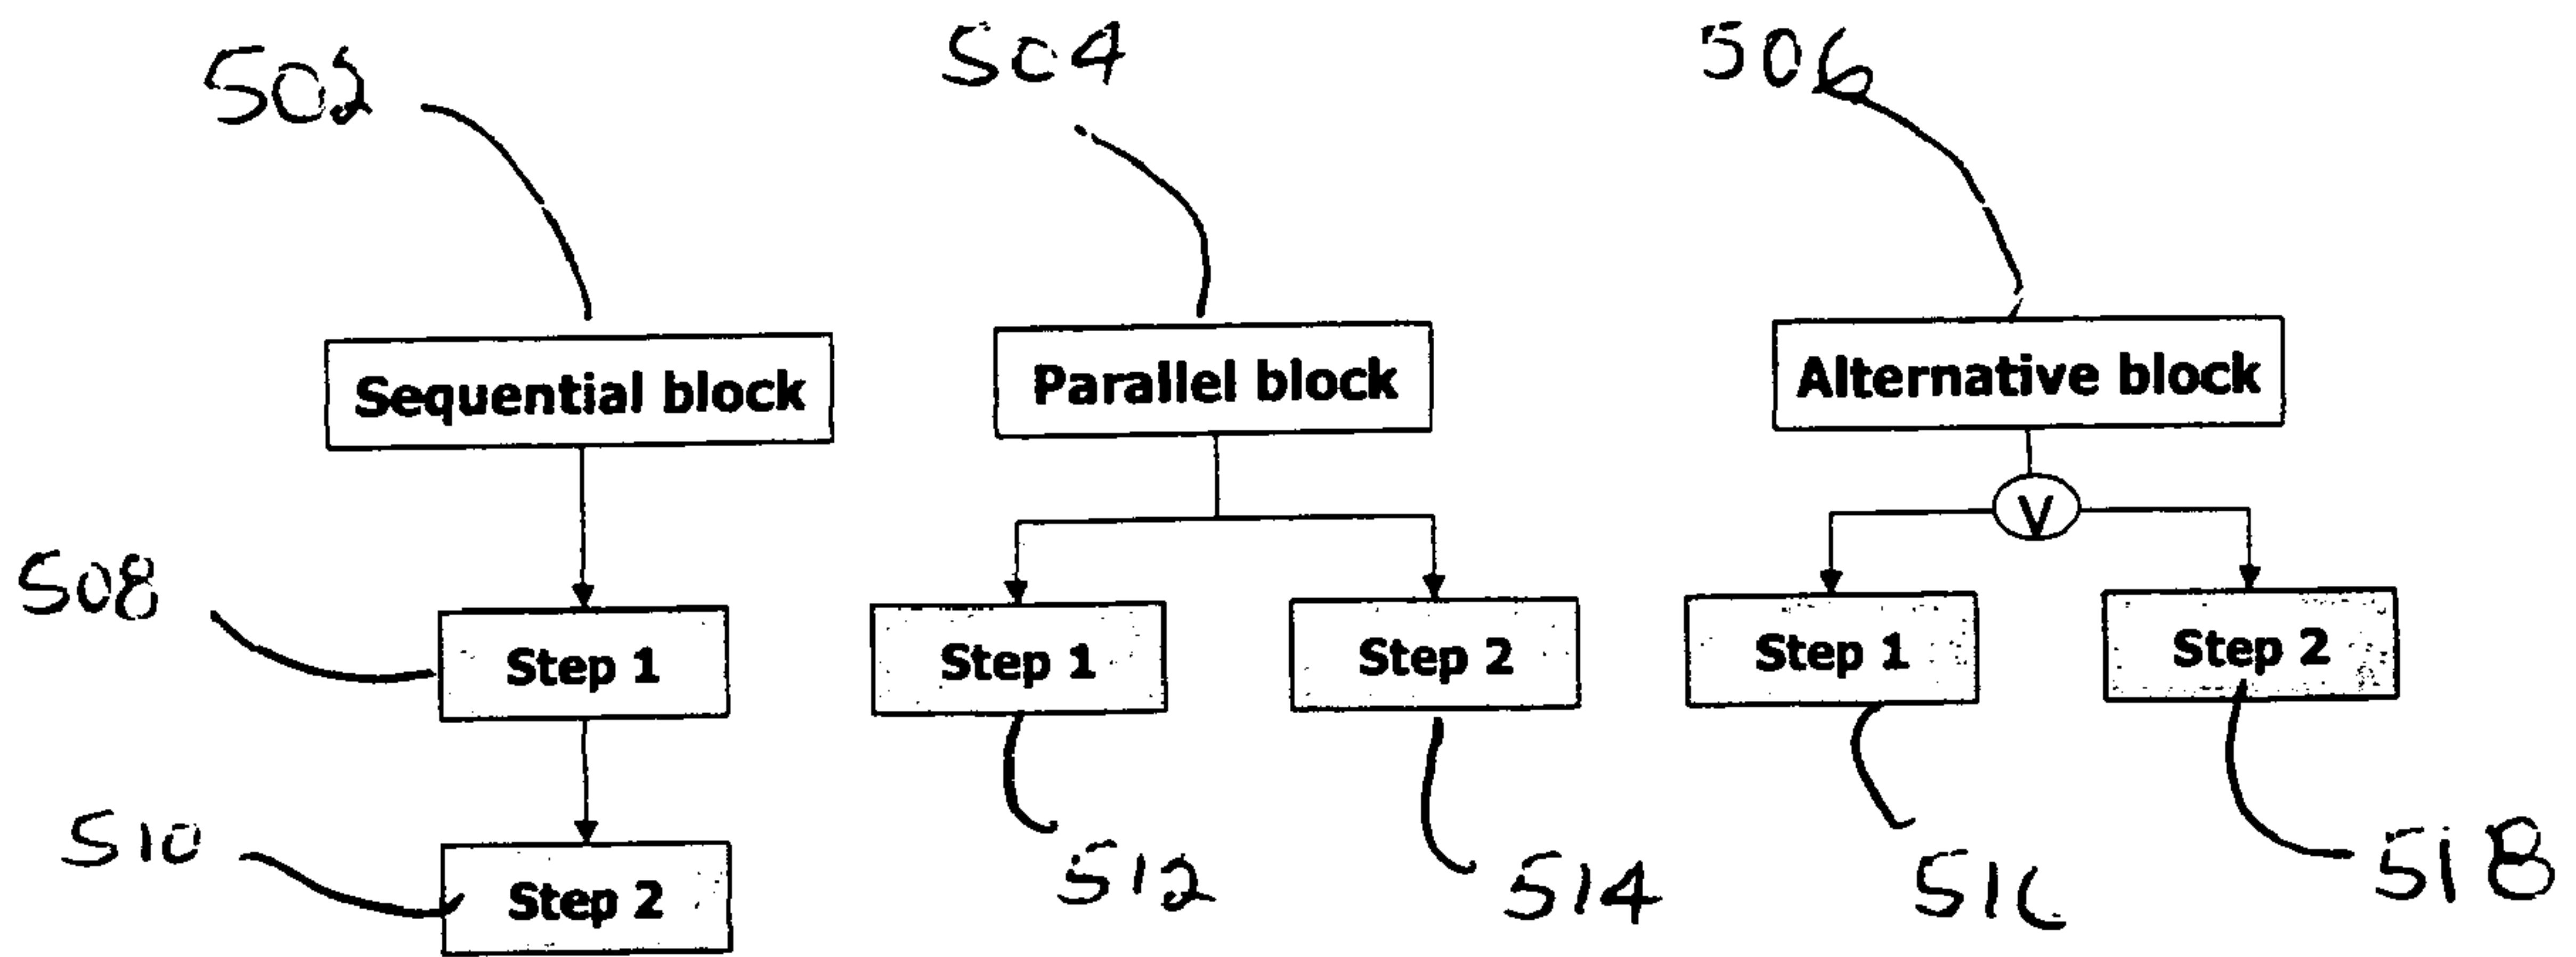 502 504 506
Sequential block Parallel block Alternative block
V
508 Step 1 Step 1 Step 2 Step 1 Step 2
510 Step 2 512 514 516 518